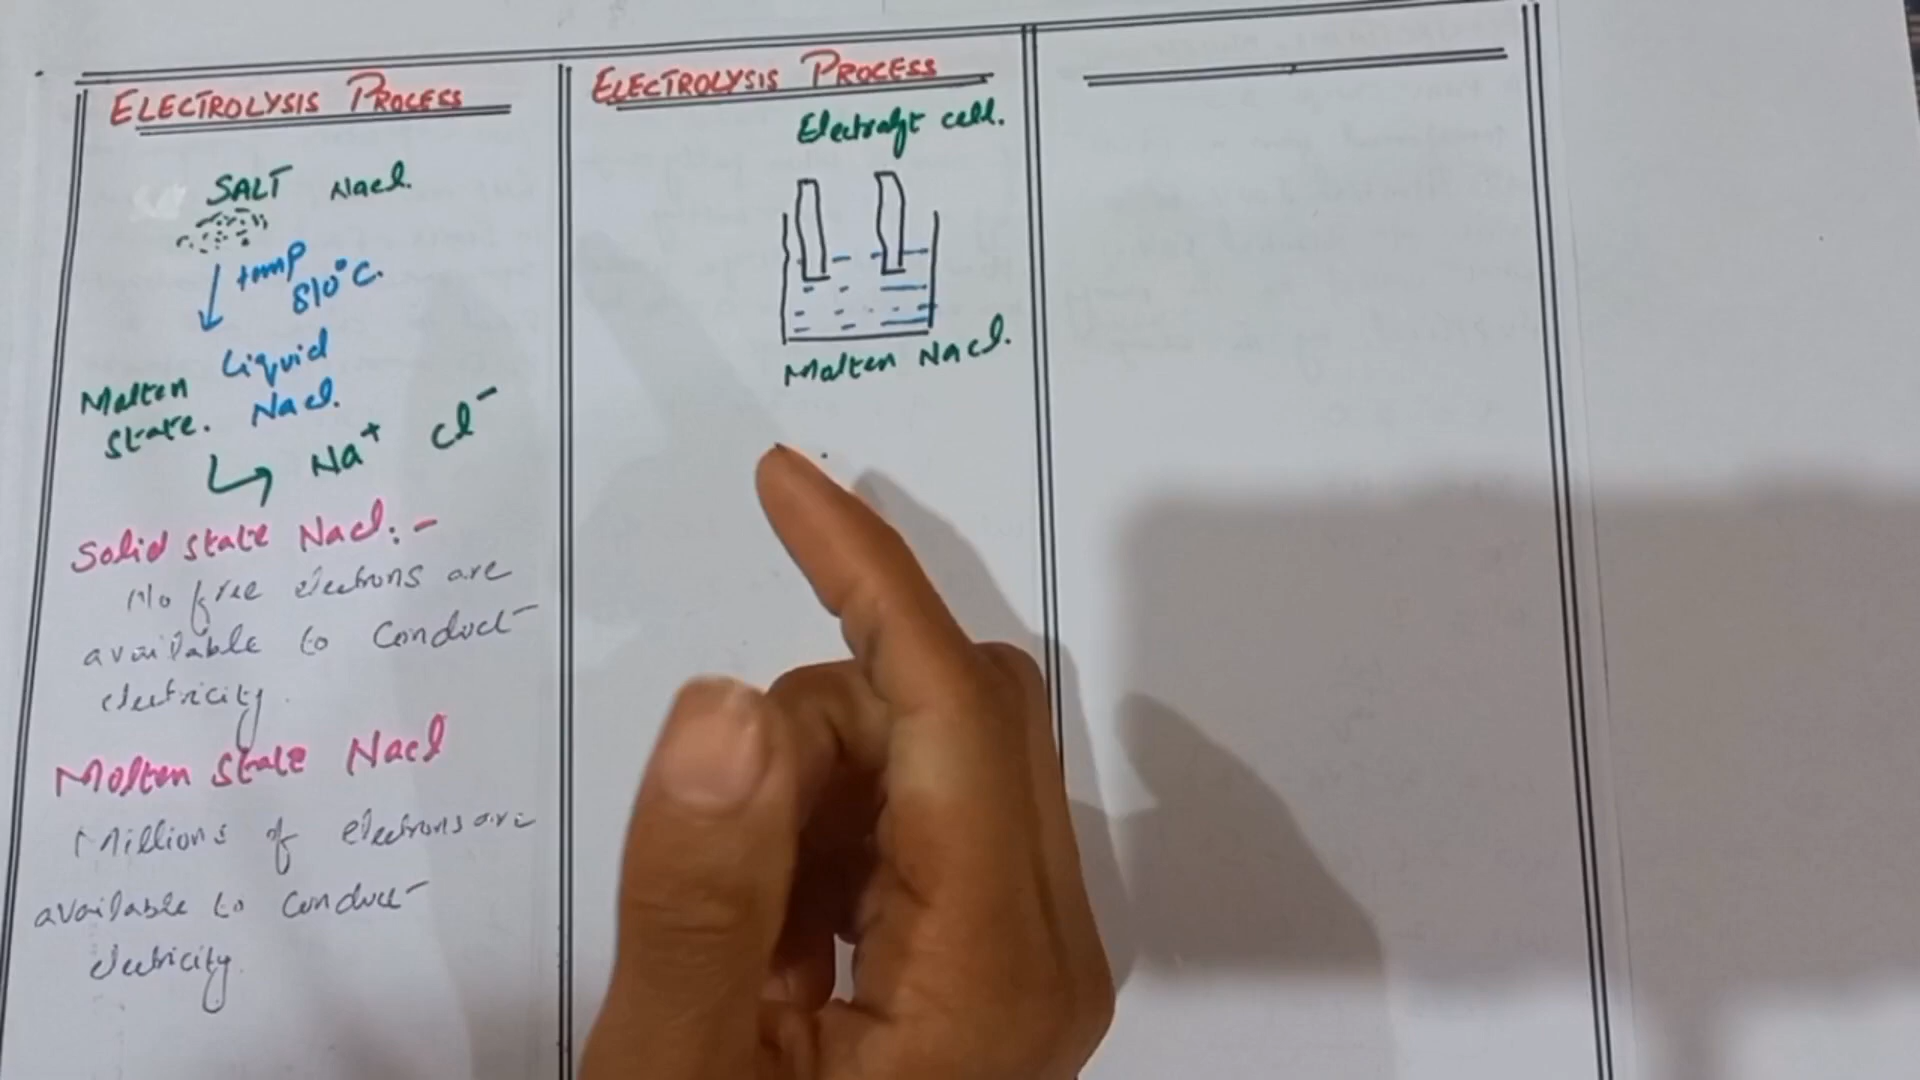 ELECTROLYSIS PROCESS
SALT Nacl.
temp
810°C.
Liquid
Nacl.
Molten
State.
Na+ Cl-
Solid state Nacl:-
No free electrons are
available to conduct
electricity.
Molten State Nacl
Millions of electrons are
available to conduct
electricity.
ELECTROLYSIS PROCESS
cell.
Molten Nacl.